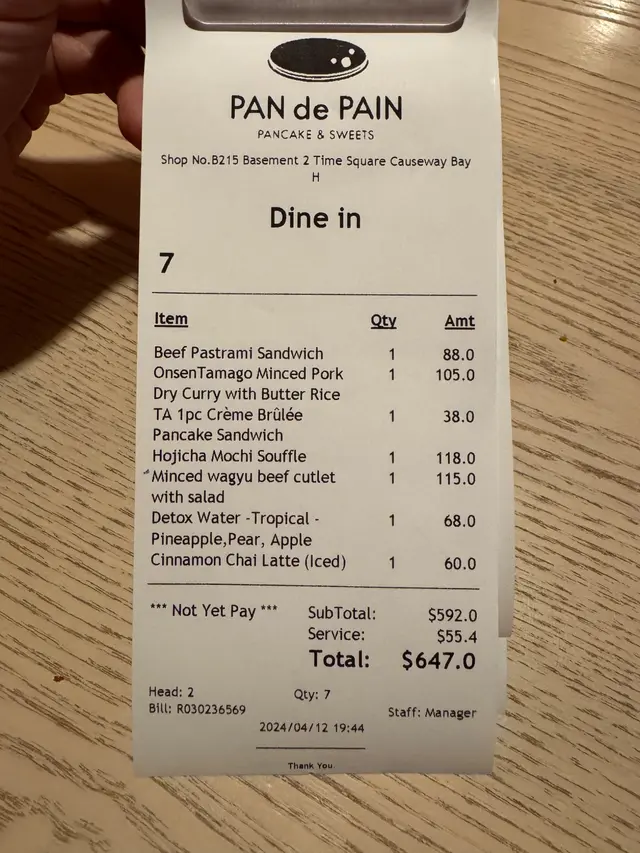 PAN de PAIN
PANCAKE & SWEETS
Shop No.B215 Basement 2 Time Square Causeway Bay
H
Dine in
7
Item Qty Amt
Beef Pastrami Sandwich 1 88.0
OnsenTamago Minced Pork 1 105.0
Dry Curry with Butter Rice
TA 1pc Crème Brûlée 1 38.0
Pancake Sandwich
Hojicha Mochi Souffle 1 118.0
Minced wagyu beef cutlet 1 115.0
with salad
Detox Water -Tropical - 1 68.0
Pineapple,Pear, Apple
Cinnamon Chai Latte (Iced) 1 60.0
*** Not Yet Pay *** SubTotal: $592.0
Service: $55.4
Total: $647.0
Head: 2 Qty: 7
Bill: R030236569 Staff: Manager
2024/04/12 19:44
Thank You